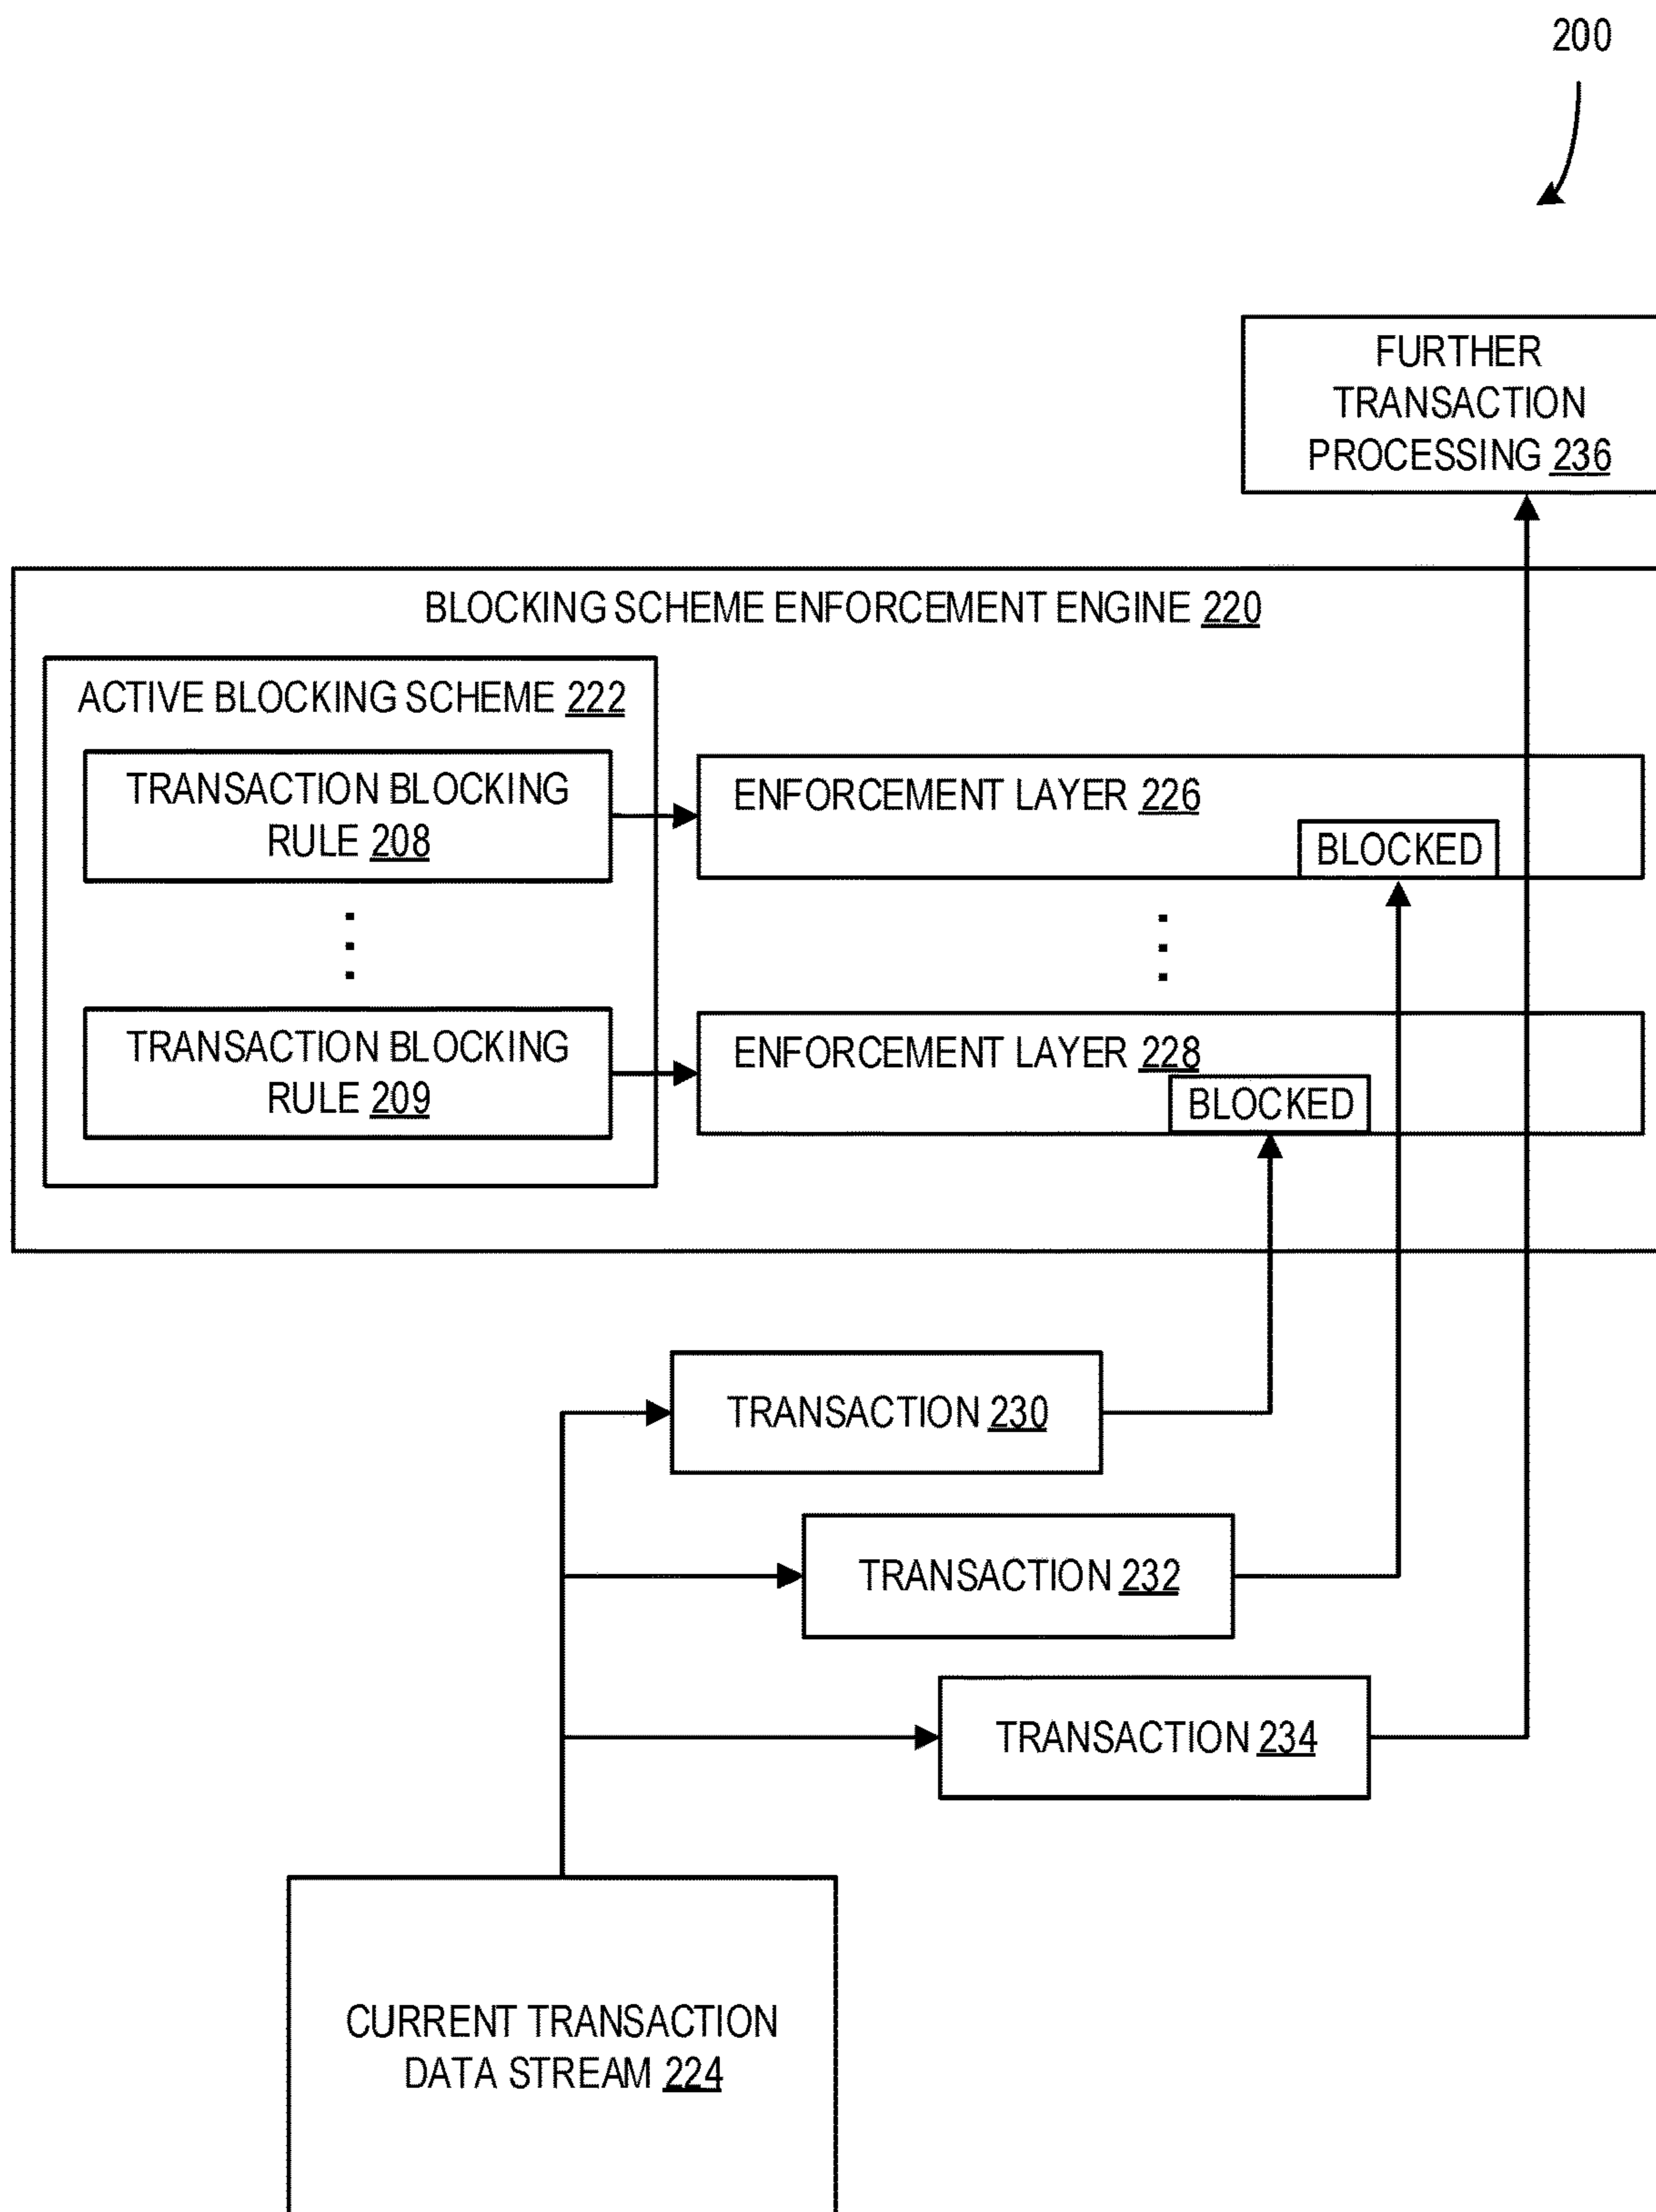 200
FURTHER
TRANSACTION
PROCESSING 236
BLOCKING SCHEME ENFORCEMENT ENGINE 220
ACTIVE BLOCKING SCHEME 222
TRANSACTION BLOCKING
RULE 208
ENFORCEMENT LAYER 226
BLOCKED
TRANSACTION BLOCKING
RULE 209
ENFORCEMENT LAYER 228
BLOCKED
TRANSACTION 230
TRANSACTION 232
TRANSACTION 234
CURRENT TRANSACTION
DATA STREAM 224